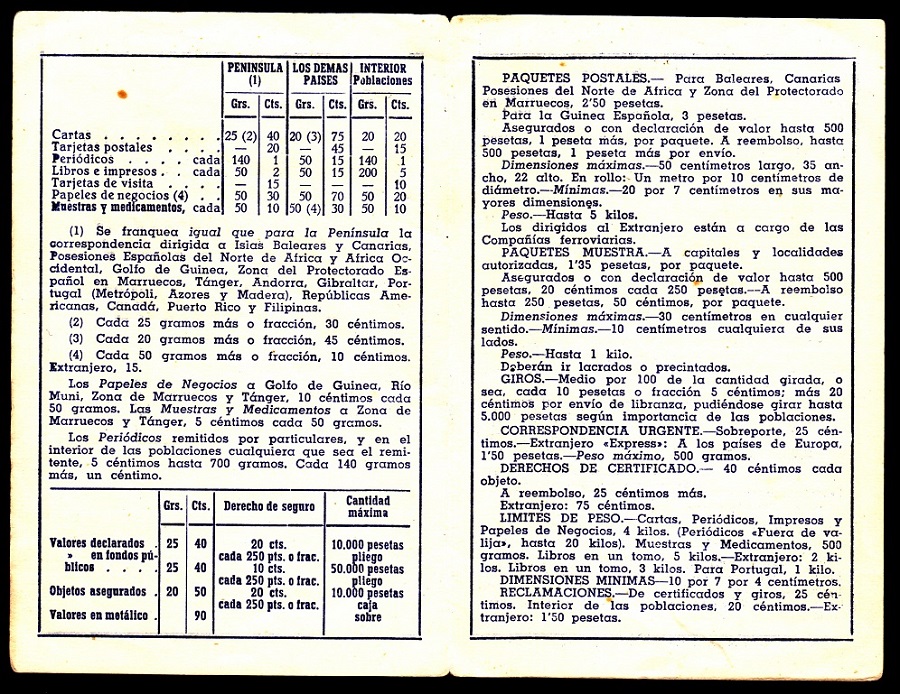 PENINSULA (1) LOS DEMAS PAISES INTERIOR Poblaciones
Grs. Cts. Grs. Cts. Grs. Cts.
Cartas . . . . . . . . 25 (2) 40 20 (3) 75 20 20
Tarjetas postales . . . . — 20 — 45 — 15
Periódicos . . . . cada 140 1 50 15 140 1
Libros e impresos . . cada 50 2 50 15 200 5
Tarjetas de visita . . . . — 15 — — — 10
Papeles de negocios (4) . . 50 30 50 70 50 20
Muestras y medicamentos, cada 50 10 50 (4) 30 50 10
(1) Se franquea igual que para la Península la
correspondencia dirigida a Islas Baleares y Canarias,
Posesiones Españolas del Norte de Africa y Africa Oc-
cidental, Golfo de Guinea, Zona del Protectorado Es-
pañol en Marruecos, Tánger, Andorra, Gibraltar, Por-
tugal (Metrópoli, Azores y Madera), Repúblicas Ame-
ricanas, Canadá, Puerto Rico y Filipinas.
(2) Cada 25 gramos más o fracción, 30 céntimos.
(3) Cada 20 gramos más o fracción, 45 céntimos.
(4) Cada 50 gramos más o fracción, 10 céntimos.
Extranjero, 15.
Los Papeles de Negocios a Golfo de Guinea, Río
Muni, Zona de Marruecos y Tánger, 10 céntimos cada
50 gramos. Las Muestras y Medicamentos a Zona de
Marruecos y Tánger, 5 céntimos cada 50 gramos.
Los Periódicos remitidos por particulares, y en el
interior de las poblaciones cualquiera que sea el remi-
tente, 5 céntimos hasta 700 gramos. Cada 140 gramos
más, un céntimo.
Grs. Cts. Derecho de seguro Cantidad máxima
Valores declarados . 25 40 20 cts. 10.000 pesetas
» en fondos pú- cada 250 pts. o frac. pliego
blicos . . . . 25 40 10 cts. 50.000 pesetas
cada 250 pts. o frac. pliego
Objetos asegurados . 20 50 20 cts. 10.000 pesetas
cada 250 pts. o frac. caja
Valores en metálico . 90 sobre
PAQUETES POSTALES.— Para Baleares, Canarias
Posesiones del Norte de Africa y Zona del Protectorado
en Marruecos, 2'50 pesetas.
Para la Guinea Española, 3 pesetas.
Asegurados o con declaración de valor hasta 500
pesetas, 1 peseta más, por paquete. A reembolso, hasta
500 pesetas, 1 peseta más por envío.
Dimensiones máximas.—50 centímetros largo, 35 an-
cho, 22 alto. En rollo: Un metro por 10 centímetros de
diámetro.—Mínimas.—20 por 7 centímetros en sus ma-
yores dimensiones.
Peso.—Hasta 5 kilos.
Los dirigidos al Extranjero están a cargo de las
Compañías ferroviarias.
PAQUETES MUESTRA.—A capitales y localidades
autorizadas, 1'35 pesetas, por paquete.
Asegurados o con declaración de valor hasta 500
pesetas, 20 céntimos cada 250 pesetas.—A reembolso
hasta 250 pesetas, 50 céntimos, por paquete.
Dimensiones máximas.—30 centímetros en cualquier
sentido.—Mínimas.—10 centímetros cualquiera de sus
lados.
Peso.—Hasta 1 kilo.
Deberán ir lacrados o precintados.
GIROS.—Medio por 100 de la cantidad girada, o
sea, cada 10 pesetas o fracción 5 céntimos; más 20
céntimos por envío de libranza, pudiéndose girar hasta
5.000 pesetas según importancia de las poblaciones.
CORRESPONDENCIA URGENTE.—Sobreporte, 25 cén-
timos.—Extranjero «Express»: A los países de Europa,
1'50 pesetas.—Peso máximo, 500 gramos.
DERECHOS DE CERTIFICADO.— 40 céntimos cada
objeto.
A reembolso, 25 céntimos más.
Extranjero: 75 céntimos.
LIMITES DE PESO.—Cartas, Periódicos, Impresos y
Papeles de Negocios, 4 kilos. (Periódicos «Fuera de va-
lija», hasta 20 kilos). Muestras y Medicamentos, 500
gramos. Libros en un tomo, 5 kilos.—Extranjero: 2 ki-
los. Libros en un tomo, 3 kilos. Para Portugal, 1 kilo.
DIMENSIONES MINIMAS—10 por 7 por 4 centímetros.
RECLAMACIONES.—De certificados y giros, 25 cén-
timos. Interior de las poblaciones, 20 céntimos.—Ex-
tranjero: 1'50 pesetas.